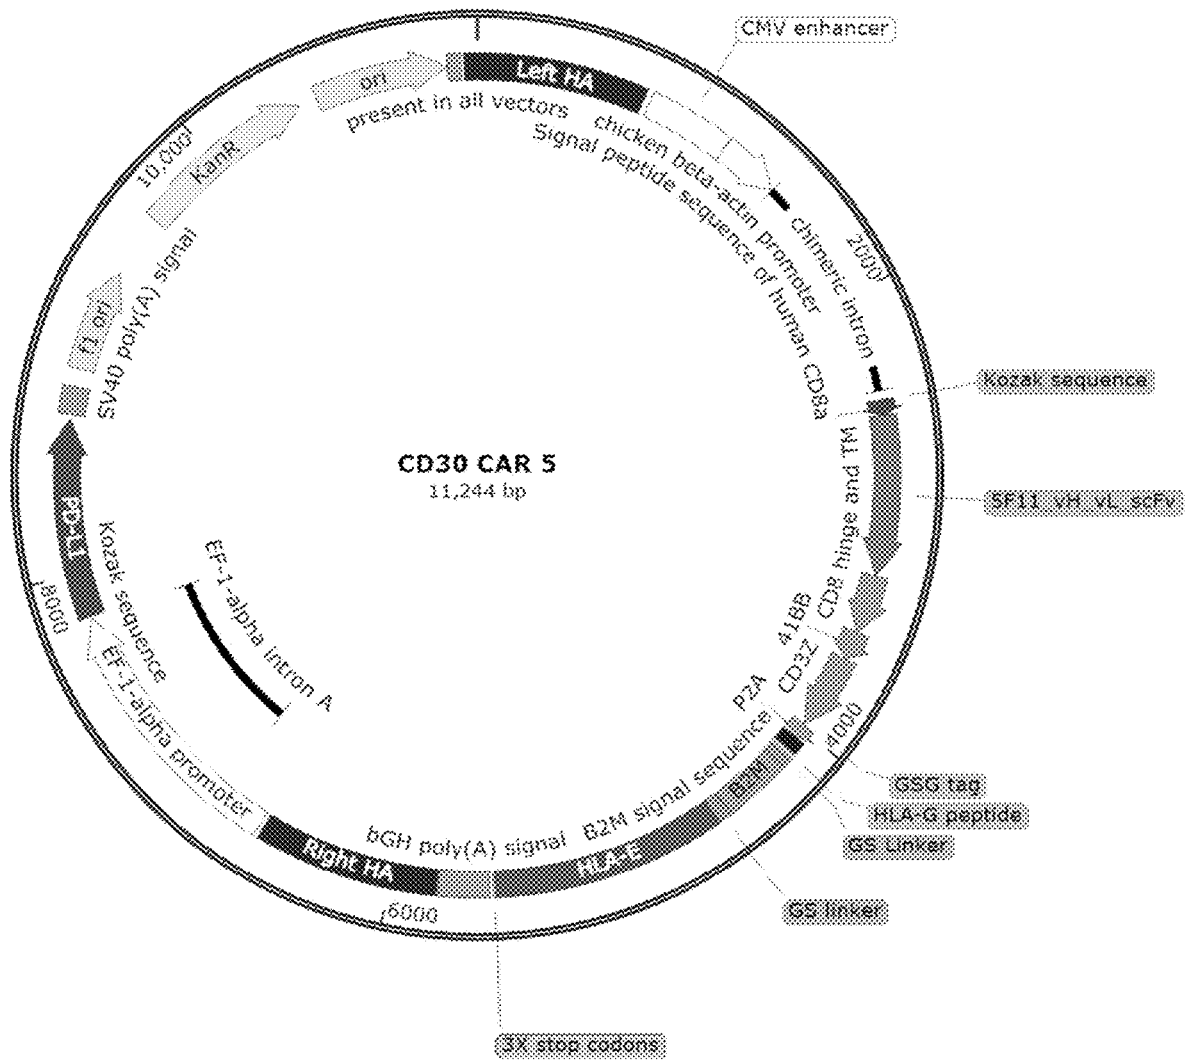 CMV enhancer
Left HA
ori
present in all vectors
chicken beta-actin promoter
Signal peptide sequence of human CD8a
10,000
KanR
chimeric intron
2000
SV40 poly(A) signal
f1 ori
Kozak sequence
CD30 CAR 5
11,244 bp
CD8 hinge and TM
5F11_vH_vL_scFv
PD-L1
Kozak sequence
EF-1-alpha intron A
41BB
CD3Z
8000
P2A
4000
EF-1-alpha promoter
B2M signal sequence
B2M
GSG tag
HLA-G peptide
bGH poly(A) signal
GS Linker
HLA-E
Right HA
GS linker
6000
3X stop codons